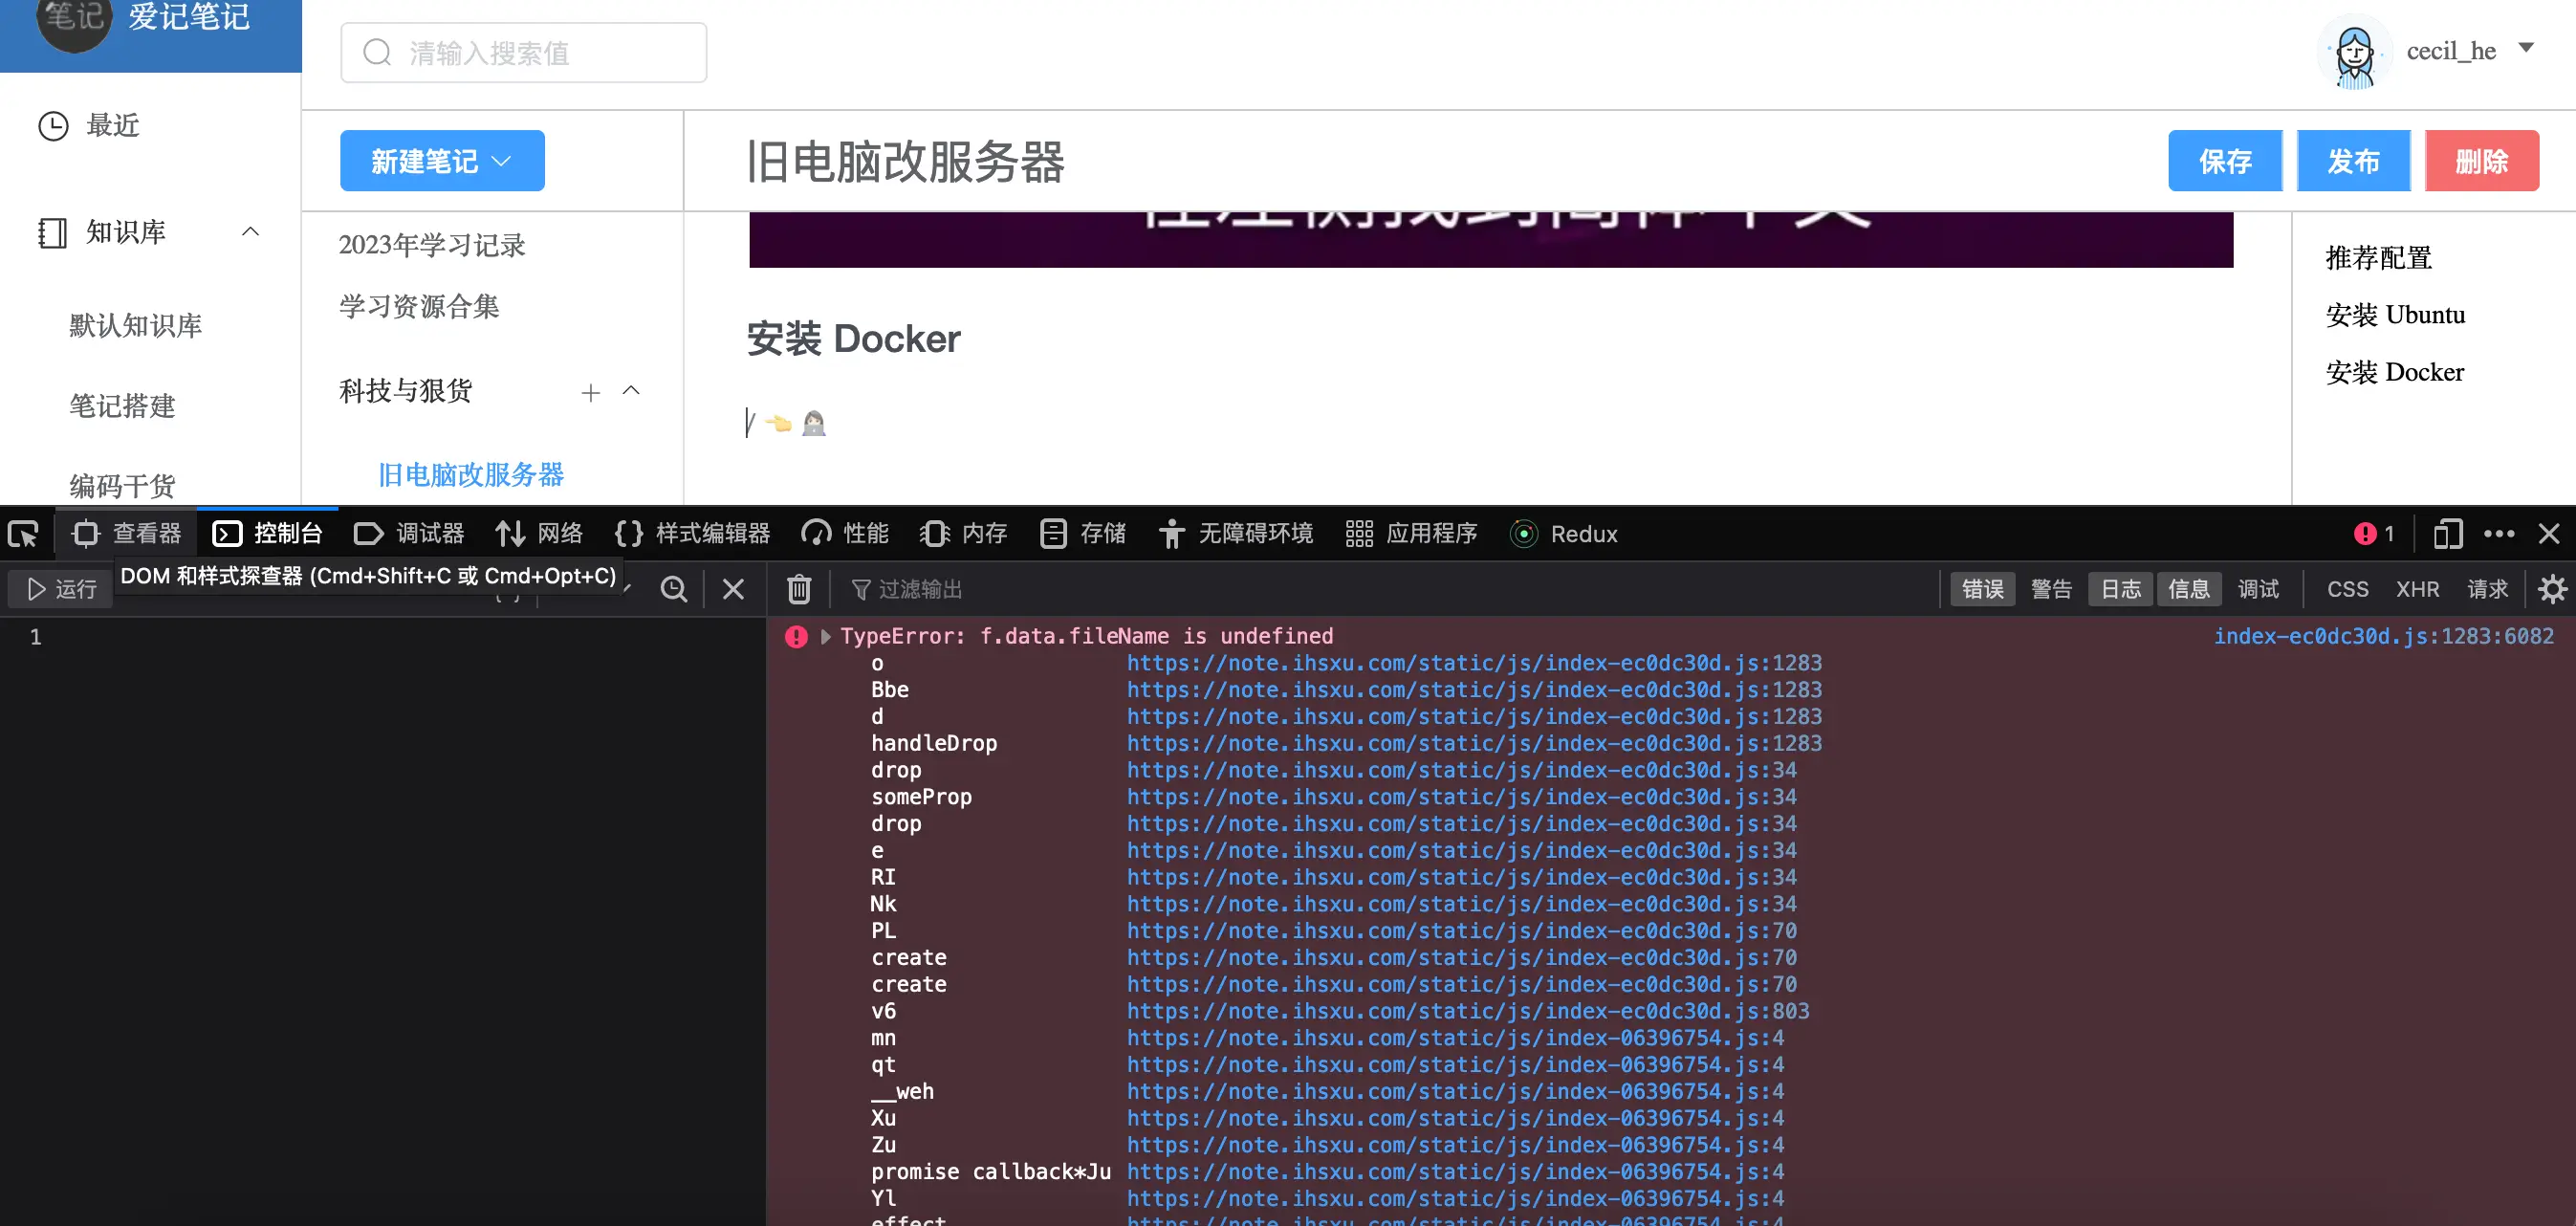 笔记
爱记笔记
清输入搜索值
cecil_he
最近
知识库
默认知识库
笔记搭建
编码干货
新建笔记
2023年学习记录
学习资源合集
科技与狠货
旧电脑改服务器
旧电脑改服务器
保存
发布
删除
安装 Docker
/ 👈 👩‍💻
推荐配置
安装 Ubuntu
安装 Docker
查看器
控制台
调试器
网络
样式编辑器
性能
内存
存储
无障碍环境
应用程序
Redux
1
运行
DOM 和样式探查器 (Cmd+Shift+C 或 Cmd+Opt+C)
过滤输出
错误
警告
日志
信息
调试
CSS
XHR
请求
1
TypeError: f.data.fileName is undefined index-ec0dc30d.js:1283:6082
o https://note.ihsxu.com/static/js/index-ec0dc30d.js:1283
Bbe https://note.ihsxu.com/static/js/index-ec0dc30d.js:1283
d https://note.ihsxu.com/static/js/index-ec0dc30d.js:1283
handleDrop https://note.ihsxu.com/static/js/index-ec0dc30d.js:1283
drop https://note.ihsxu.com/static/js/index-ec0dc30d.js:34
someProp https://note.ihsxu.com/static/js/index-ec0dc30d.js:34
drop https://note.ihsxu.com/static/js/index-ec0dc30d.js:34
e https://note.ihsxu.com/static/js/index-ec0dc30d.js:34
RI https://note.ihsxu.com/static/js/index-ec0dc30d.js:34
Nk https://note.ihsxu.com/static/js/index-ec0dc30d.js:34
PL https://note.ihsxu.com/static/js/index-ec0dc30d.js:70
create https://note.ihsxu.com/static/js/index-ec0dc30d.js:70
create https://note.ihsxu.com/static/js/index-ec0dc30d.js:70
v6 https://note.ihsxu.com/static/js/index-ec0dc30d.js:803
mn https://note.ihsxu.com/static/js/index-06396754.js:4
qt https://note.ihsxu.com/static/js/index-06396754.js:4
__weh https://note.ihsxu.com/static/js/index-06396754.js:4
Xu https://note.ihsxu.com/static/js/index-06396754.js:4
Zu https://note.ihsxu.com/static/js/index-06396754.js:4
promise callback*Ju https://note.ihsxu.com/static/js/index-06396754.js:4
Yl https://note.ihsxu.com/static/js/index-06396754.js:4
effect https://note.ihsxu.com/static/js/index-06396754.js:4